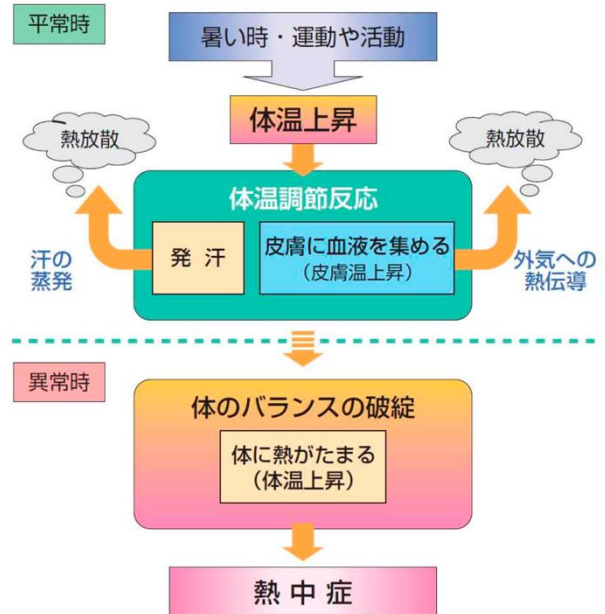 平常時
暑い時・運動や活動
体温上昇
熱放散
熱放散
体温調節反応
発 汗
皮膚に血液を集める
（皮膚温上昇）
汗の
蒸発
外気への
熱伝導
異常時
体のバランスの破綻
体に熱がたまる
（体温上昇）
熱 中 症